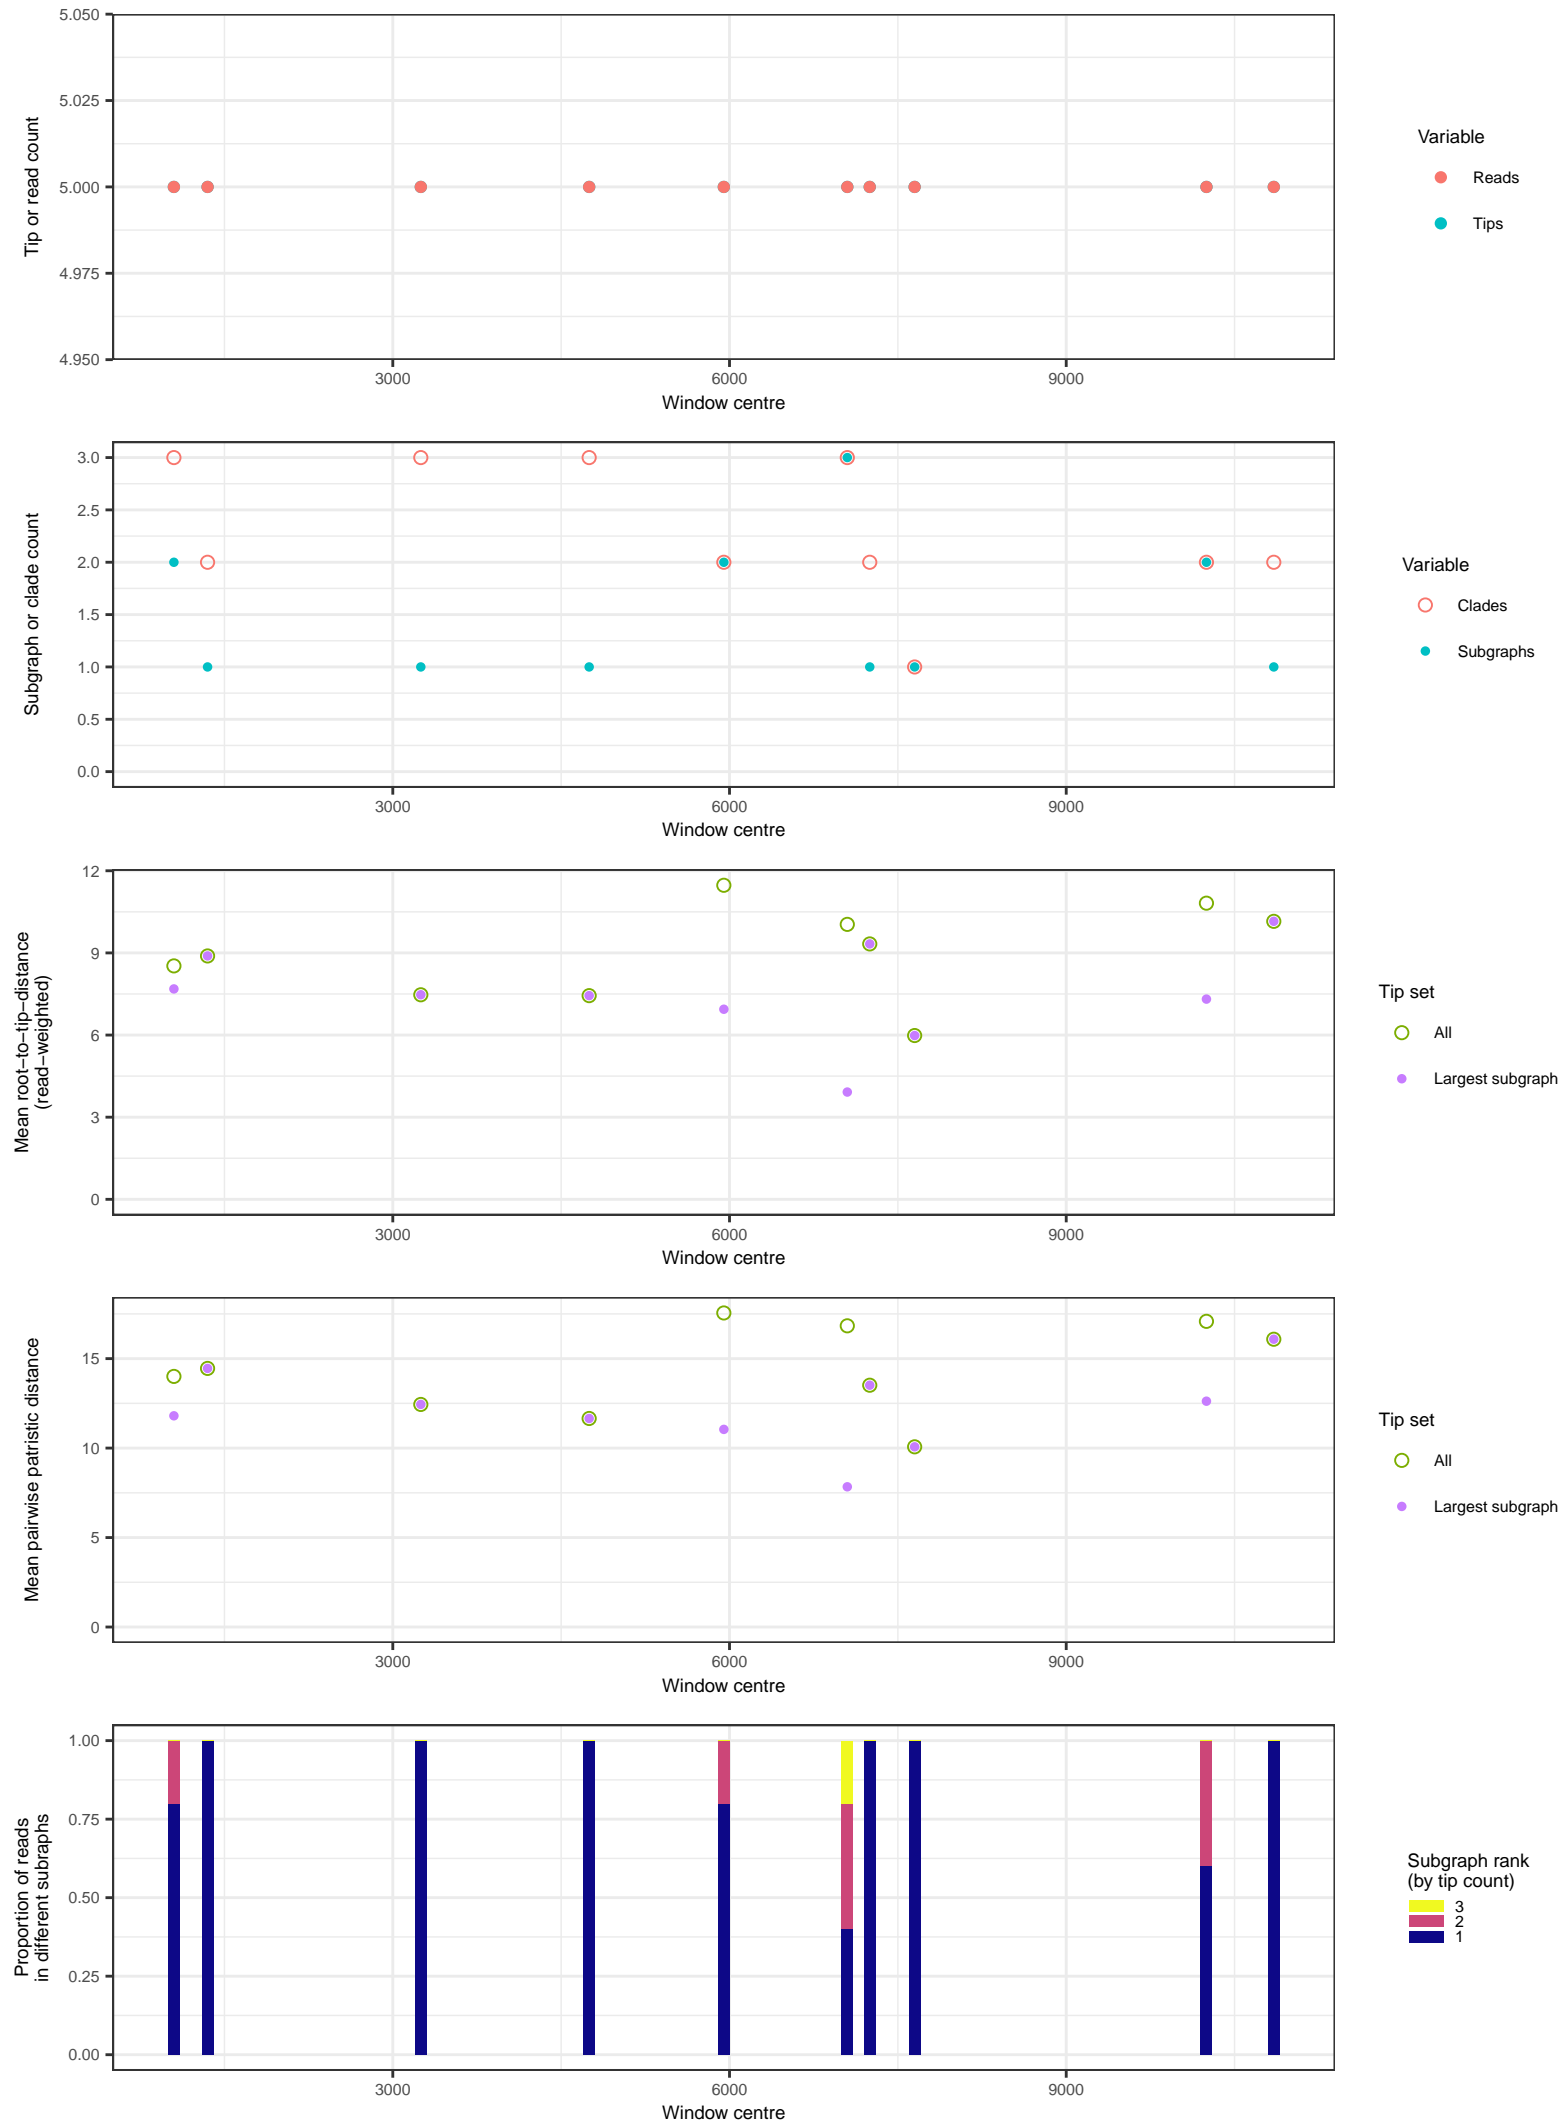 5.050
5.025
5.000
4.975
4.950
Tip or read count
3000 6000 9000
Window centre
Variable
Reads
Tips
3.0
2.5
2.0
1.5
1.0
0.5
0.0
Subgraph or clade count
3000 6000 9000
Window centre
Variable
Clades
Subgraphs
12
9
6
3
0
Mean root−to−tip−distance
(read−weighted)
3000 6000 9000
Window centre
Tip set
All
Largest subgraph
15
10
5
0
Mean pairwise patristic distance
3000 6000 9000
Window centre
Tip set
All
Largest subgraph
1.00
0.75
0.50
0.25
0.00
Proportion of reads
in different subraphs
3000 6000 9000
Window centre
Subgraph rank
(by tip count)
3
2
1